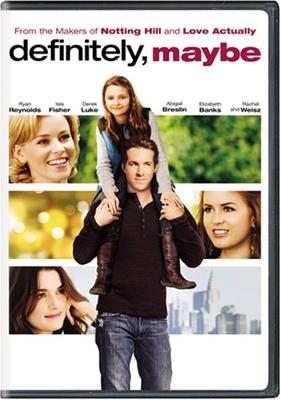 From the Makers of Notting Hill and Love Actually
definitely, maybe
Ryan Reynolds
Isla Fisher
Derek Luke
Abigail Breslin
Elizabeth Banks
and Rachel Weisz